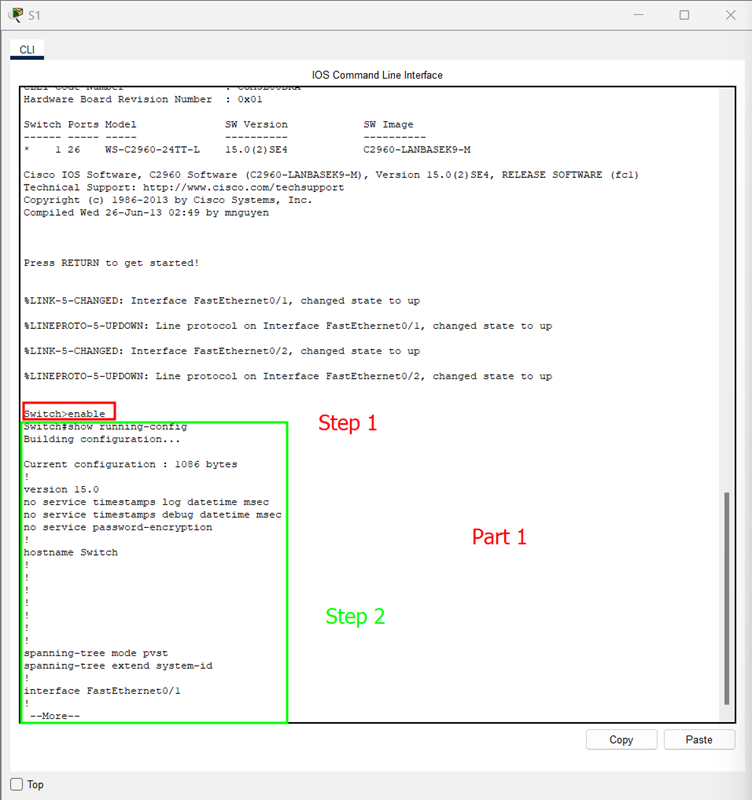 S1
CLI
IOS Command Line Interface
Hardware Board Revision Number  : 0x01
Switch Ports Model              SW Version            SW Image
------ ----- -----              ----------            ----------
*    1 26    WS-C2960-24TT-L    15.0(2)SE4            C2960-LANBASEK9-M
Cisco IOS Software, C2960 Software (C2960-LANBASEK9-M), Version 15.0(2)SE4, RELEASE SOFTWARE (fc1)
Technical Support: http://www.cisco.com/techsupport
Copyright (c) 1986-2013 by Cisco Systems, Inc.
Compiled Wed 26-Jun-13 02:49 by mnguyen
Press RETURN to get started!
%LINK-5-CHANGED: Interface FastEthernet0/1, changed state to up
%LINEPROTO-5-UPDOWN: Line protocol on Interface FastEthernet0/1, changed state to up
%LINK-5-CHANGED: Interface FastEthernet0/2, changed state to up
%LINEPROTO-5-UPDOWN: Line protocol on Interface FastEthernet0/2, changed state to up
Switch>enable
Step 1
Switch#show running-config
Building configuration...
Current configuration : 1086 bytes
!
version 15.0
no service timestamps log datetime msec
no service timestamps debug datetime msec
no service password-encryption
Part 1
!
hostname Switch
!
!
!
!
!
Step 2
!
!
spanning-tree mode pvst
spanning-tree extend system-id
!
interface FastEthernet0/1
!
--More--
Copy
Paste
Top